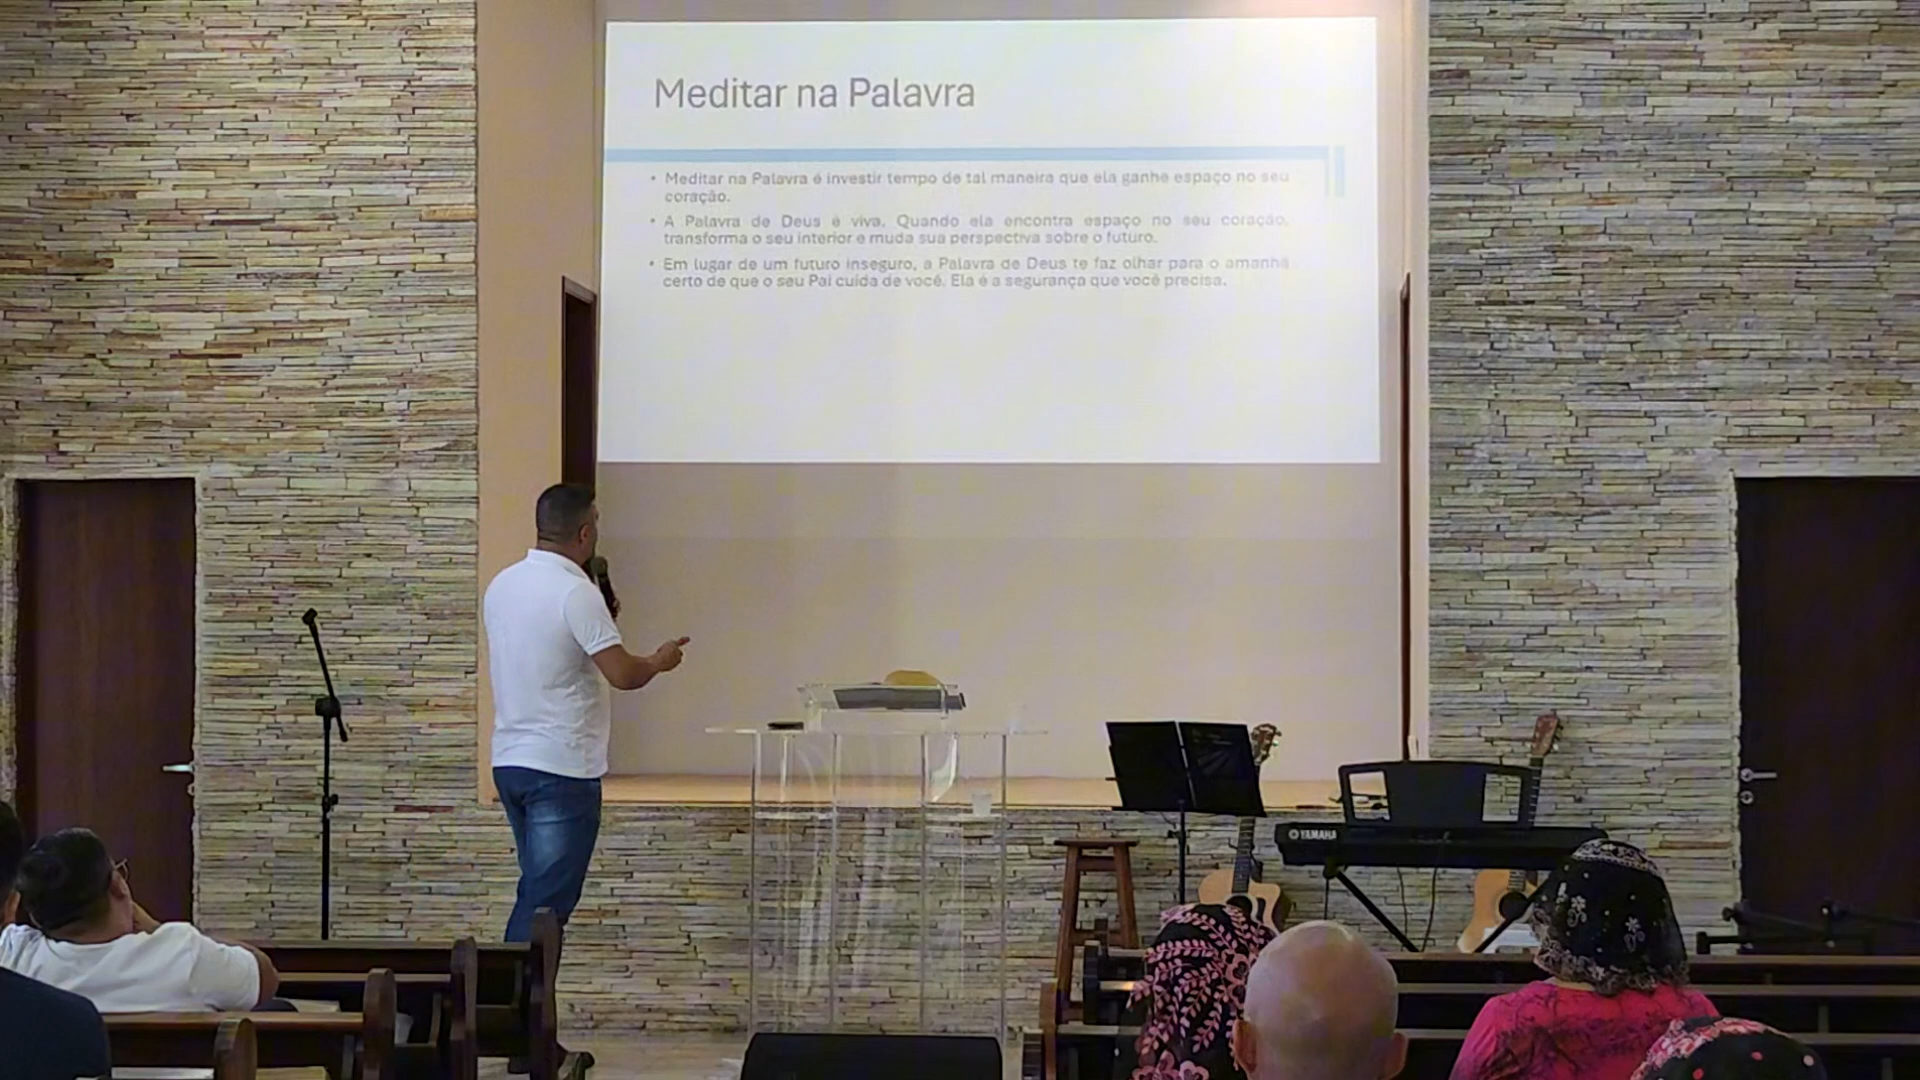 Meditar na Palavra
• Meditar na Palavra é investir tempo de tal maneira que ela ganhe espaço no seu
coração.
• A Palavra de Deus é viva. Quando ela encontra espaço no seu coração,
transforma o seu interior e muda sua perspectiva sobre o futuro.
• Em lugar de um futuro inseguro, a Palavra de Deus te faz olhar para o amanhã
certo de que o seu Pai cuida de você. Ela é a segurança que você precisa.
YAMAHA